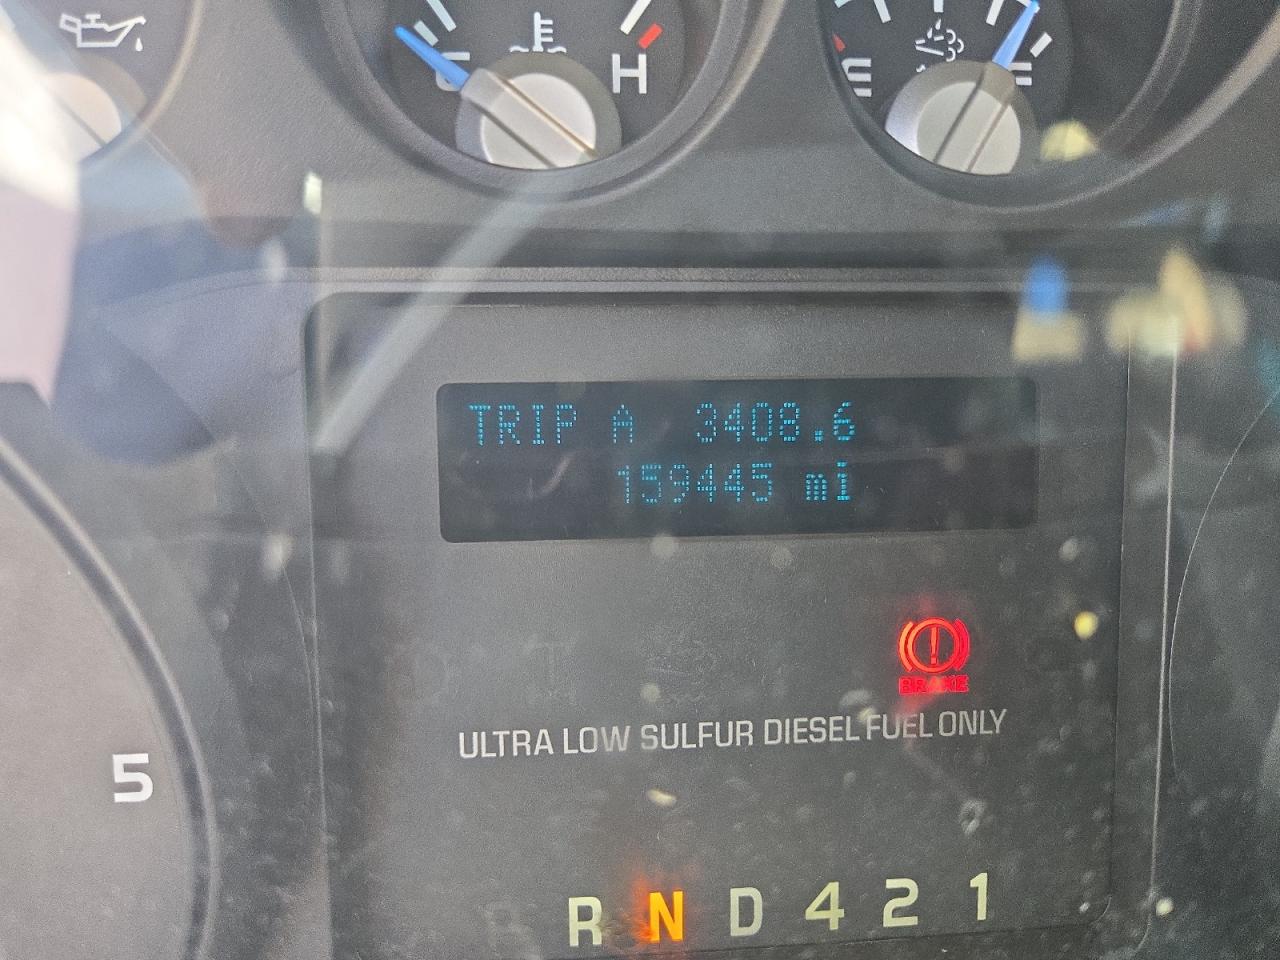 C
H
E
F
TRIP A 3408.6
159445 mi
BRAKE
ULTRA LOW SULFUR DIESEL FUEL ONLY
5
R N D 4 2 1